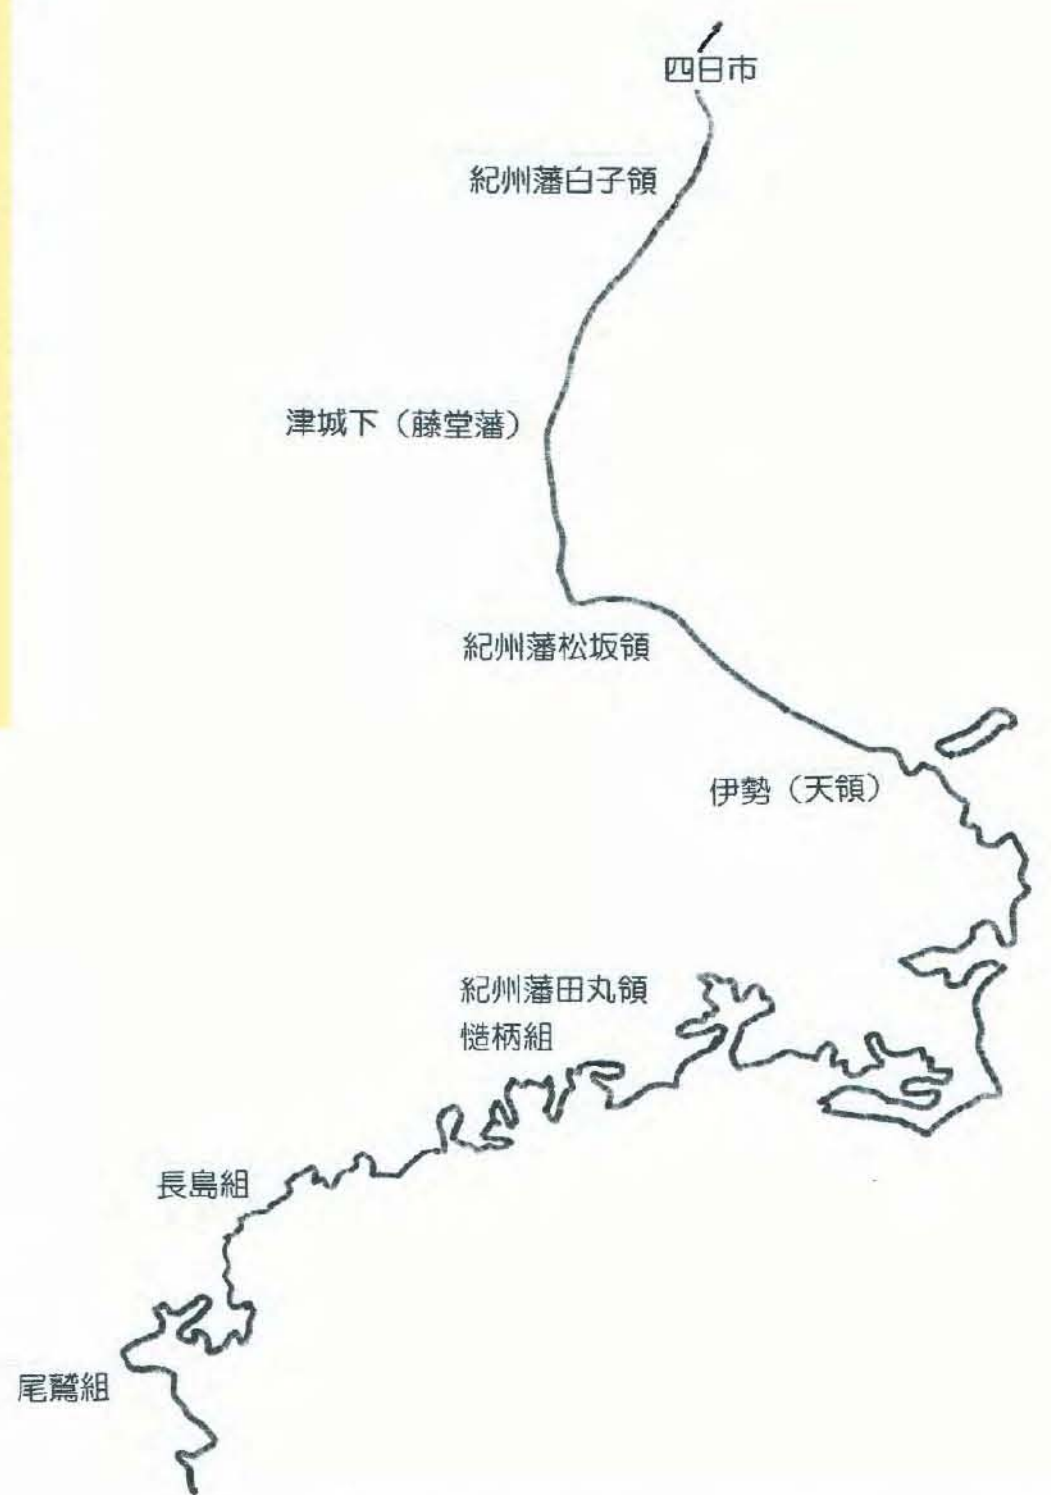 四日市
紀州藩白子領
津城下（藤堂藩）
紀州藩松坂領
伊勢（天領）
紀州藩田丸領
慥柄組
長島組
尾鷲組